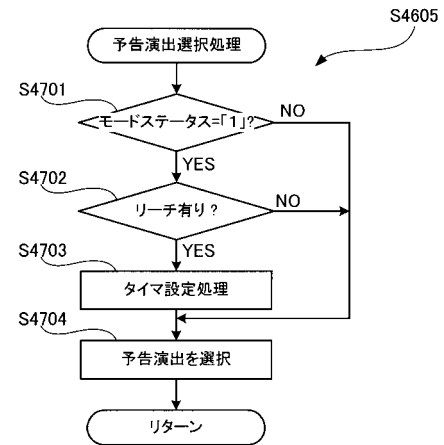 S4605
予告演出選択処理
S4701
モードステータス=「1」?
NO
YES
S4702
リーチ有り?
NO
YES
S4703
タイマ設定処理
S4704
予告演出を選択
リターン